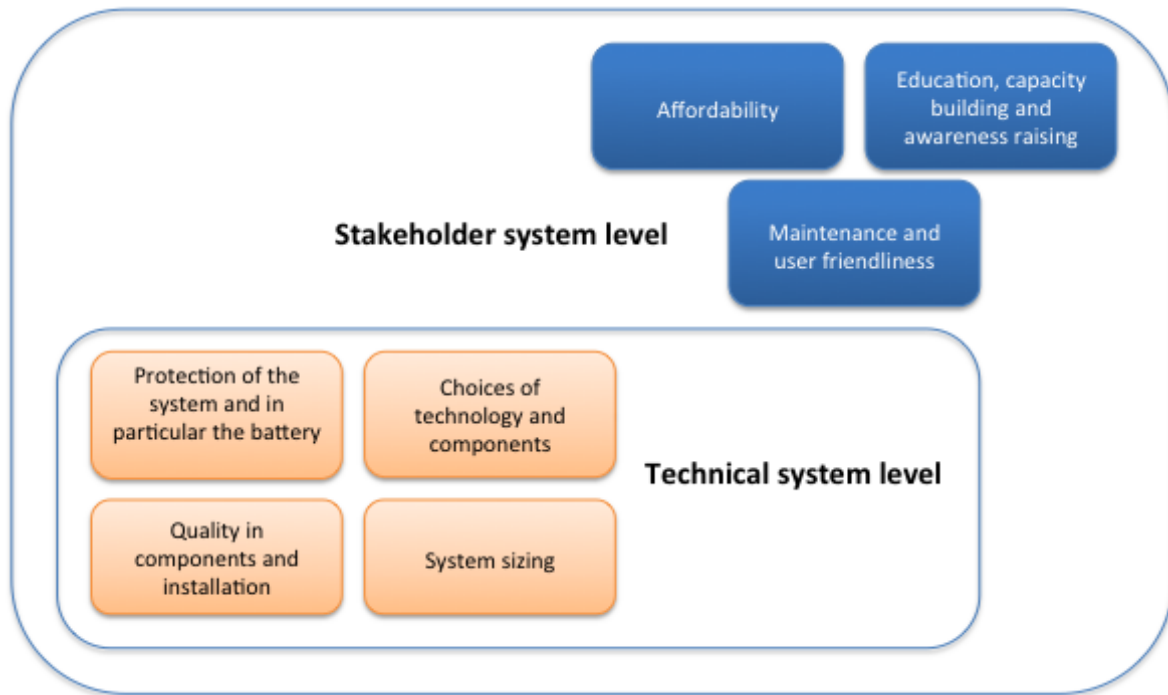 Affordability
Education, capacity
building and
awareness raising
Stakeholder system level
Maintenance and
user friendliness
Protection of the
system and in
particular the battery
Choices of
technology and
components
Technical system level
Quality in
components and
installation
System sizing